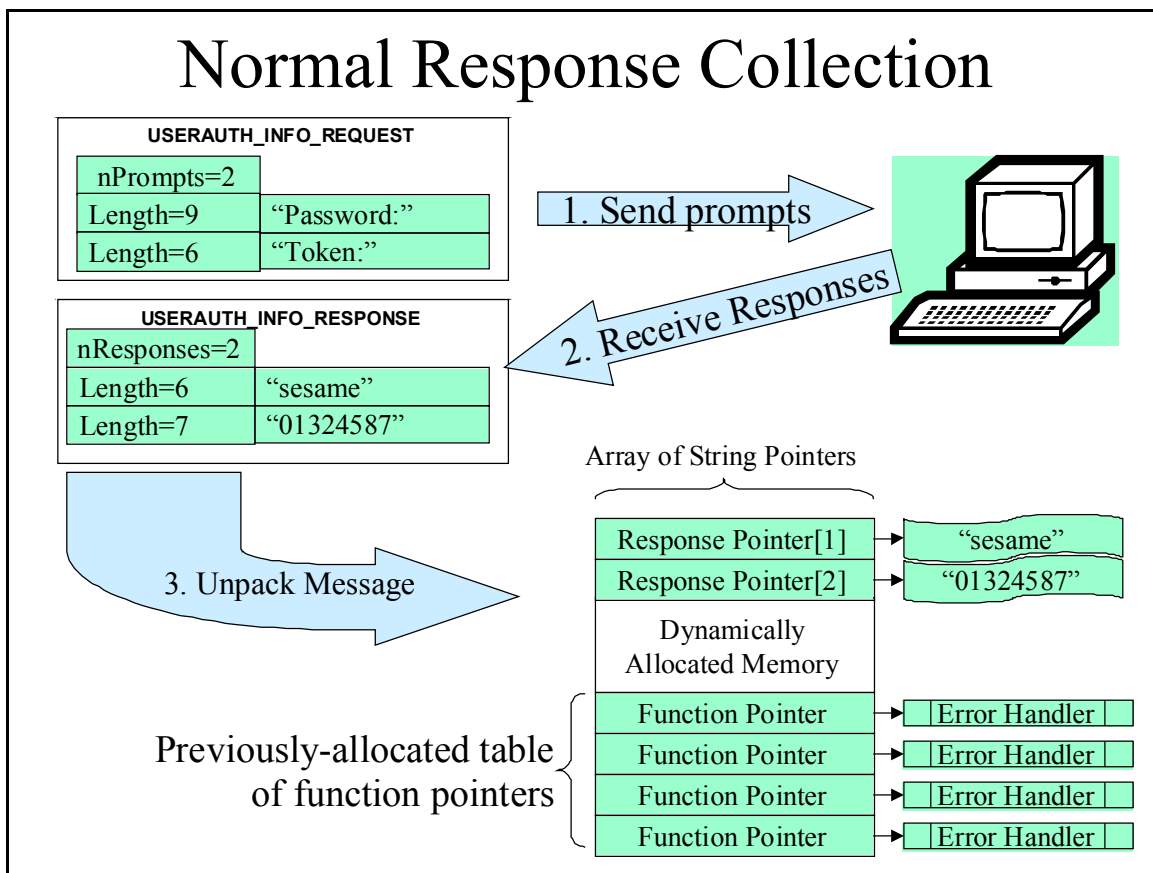 Normal Response Collection
USERAUTH_INFO_REQUEST
nPrompts=2
Length=9 “Password:”
Length=6 “Token:”
1. Send prompts
USERAUTH_INFO_RESPONSE
nResponses=2
Length=6 “sesame”
Length=7 “01324587”
2. Receive Responses
3. Unpack Message
Array of String Pointers
Response Pointer[1] “sesame”
Response Pointer[2] “01324587”
Dynamically
Allocated Memory
Previously-allocated table
of function pointers
Function Pointer Error Handler
Function Pointer Error Handler
Function Pointer Error Handler
Function Pointer Error Handler